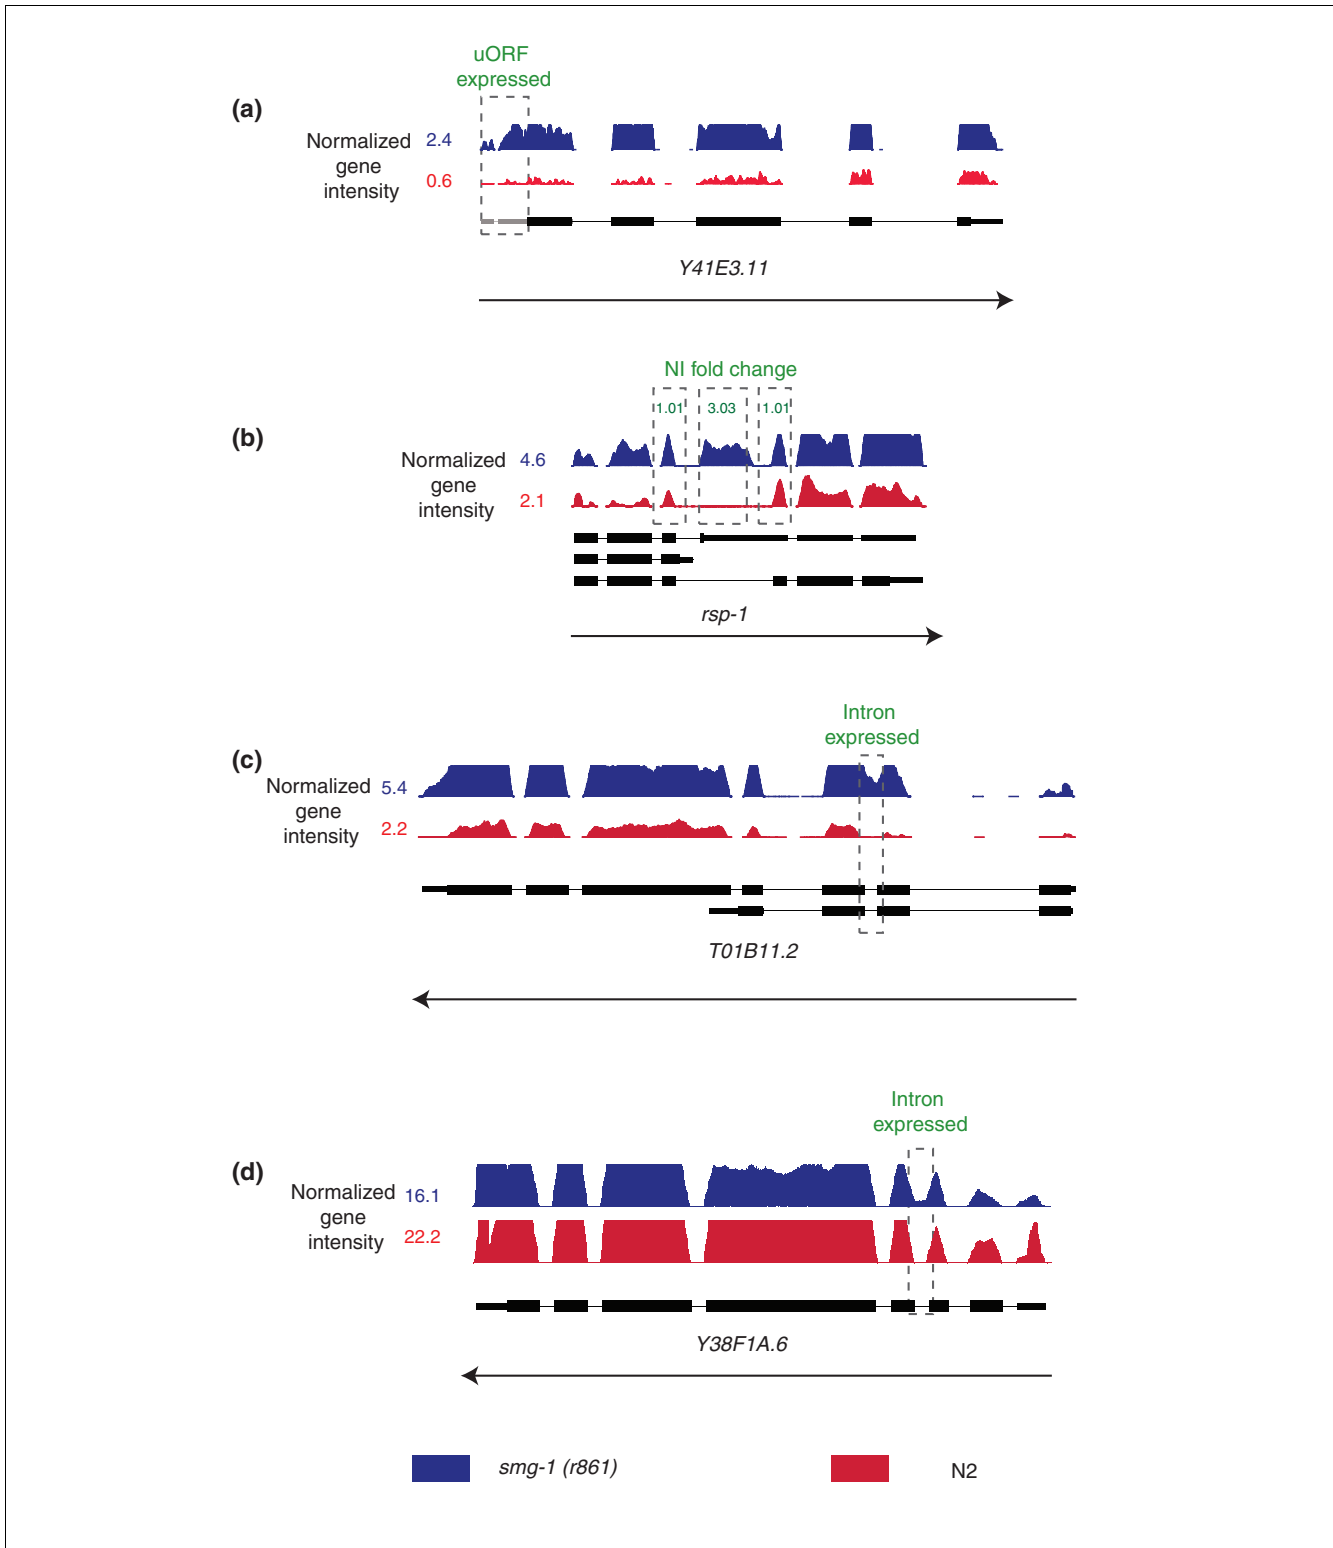 uORF
expressed
(a)
Normalized
gene
intensity
2.4
0.6
Y41E3.11
NI fold change
1.01
3.03
1.01
(b)
Normalized
gene
intensity
4.6
2.1
rsp-1
Intron
expressed
(c)
Normalized
gene
intensity
5.4
2.2
T01B11.2
Intron
expressed
(d)
Normalized
gene
intensity
16.1
22.2
Y38F1A.6
smg-1 (r861)
N2